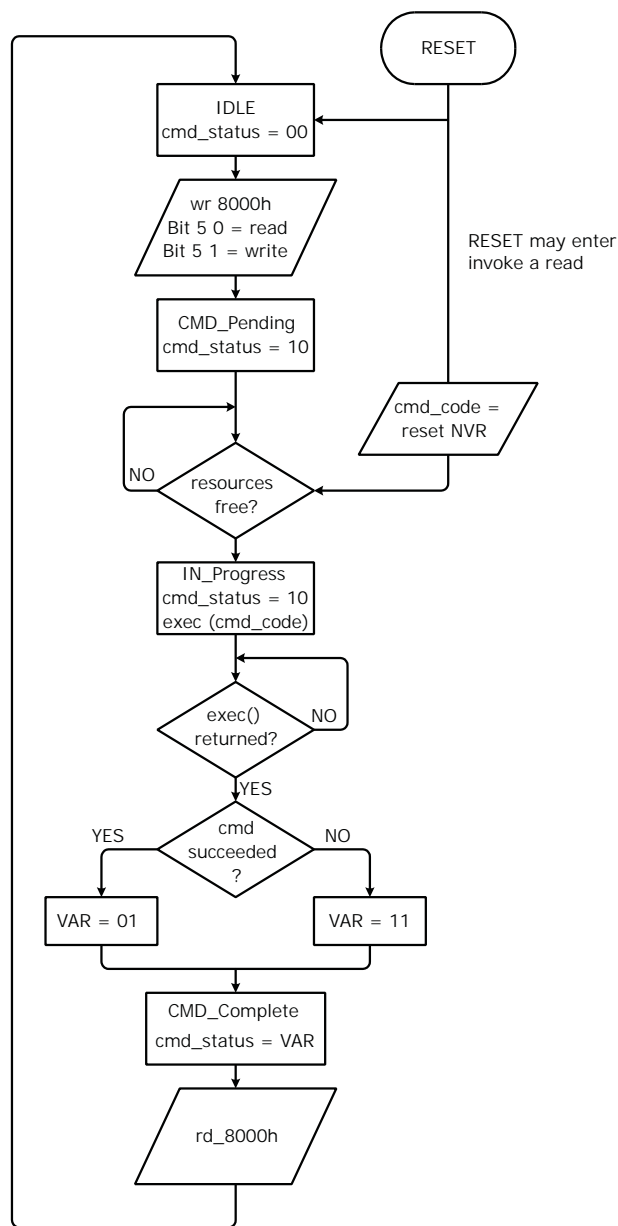 RESET
IDLE
cmd_status = 00
wr 8000h
Bit 5 0 = read
Bit 5 1 = write
RESET may enter
invoke a read
CMD_Pending
cmd_status = 10
cmd_code =
reset NVR
NO
resources
free?
IN_Progress
cmd_status = 10
exec (cmd_code)
exec()
returned?
NO
YES
YES
cmd
succeeded
?
NO
VAR = 01
VAR = 11
CMD_Complete
cmd_status = VAR
rd_8000h